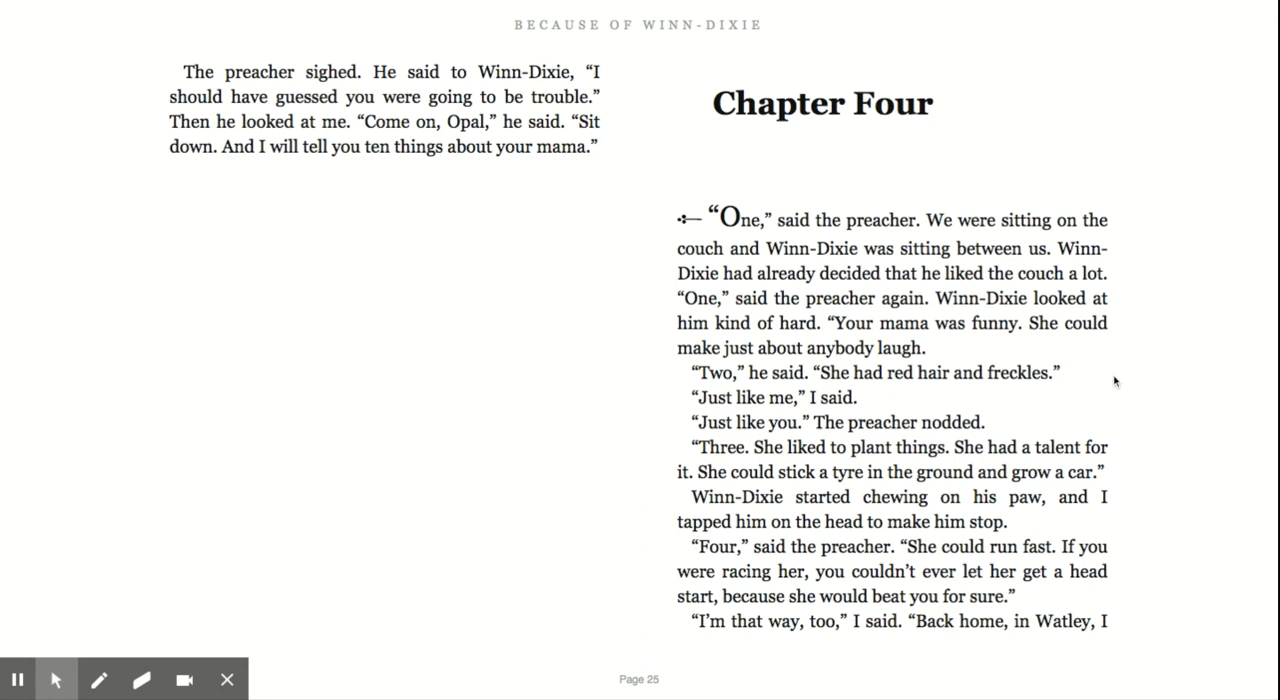 BECAUSE OF WINN-DIXIE
The preacher sighed. He said to Winn-Dixie, “I
should have guessed you were going to be trouble.”
Then he looked at me. “Come on, Opal,” he said. “Sit
down. And I will tell you ten things about your mama.”
Chapter Four
“One,” said the preacher. We were sitting on the
couch and Winn-Dixie was sitting between us. Winn-
Dixie had already decided that he liked the couch a lot.
“One,” said the preacher again. Winn-Dixie looked at
him kind of hard. “Your mama was funny. She could
make just about anybody laugh.
“Two,” he said. “She had red hair and freckles.”
“Just like me,” I said.
“Just like you.” The preacher nodded.
“Three. She liked to plant things. She had a talent for
it. She could stick a tyre in the ground and grow a car.”
Winn-Dixie started chewing on his paw, and I
tapped him on the head to make him stop.
“Four,” said the preacher. “She could run fast. If you
were racing her, you couldn’t ever let her get a head
start, because she would beat you for sure.”
“I’m that way, too,” I said. “Back home, in Watley, I
Page 25